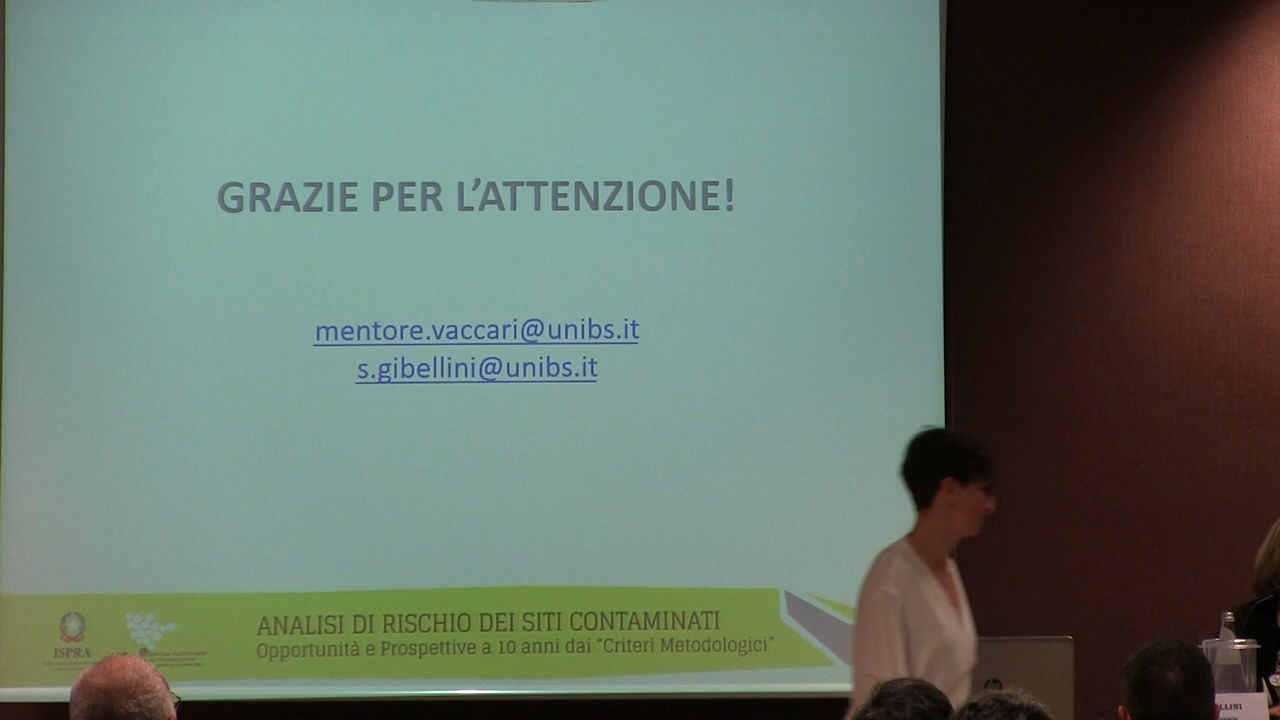 GRAZIE PER L’ATTENZIONE!
mentore.vaccari@unibs.it
s.gibellini@unibs.it
ANALISI DI RISCHIO DEI SITI CONTAMINATI
Opportunità e Prospettive a 10 anni dai “Criteri Metodologici”
ISPRA
LLINI